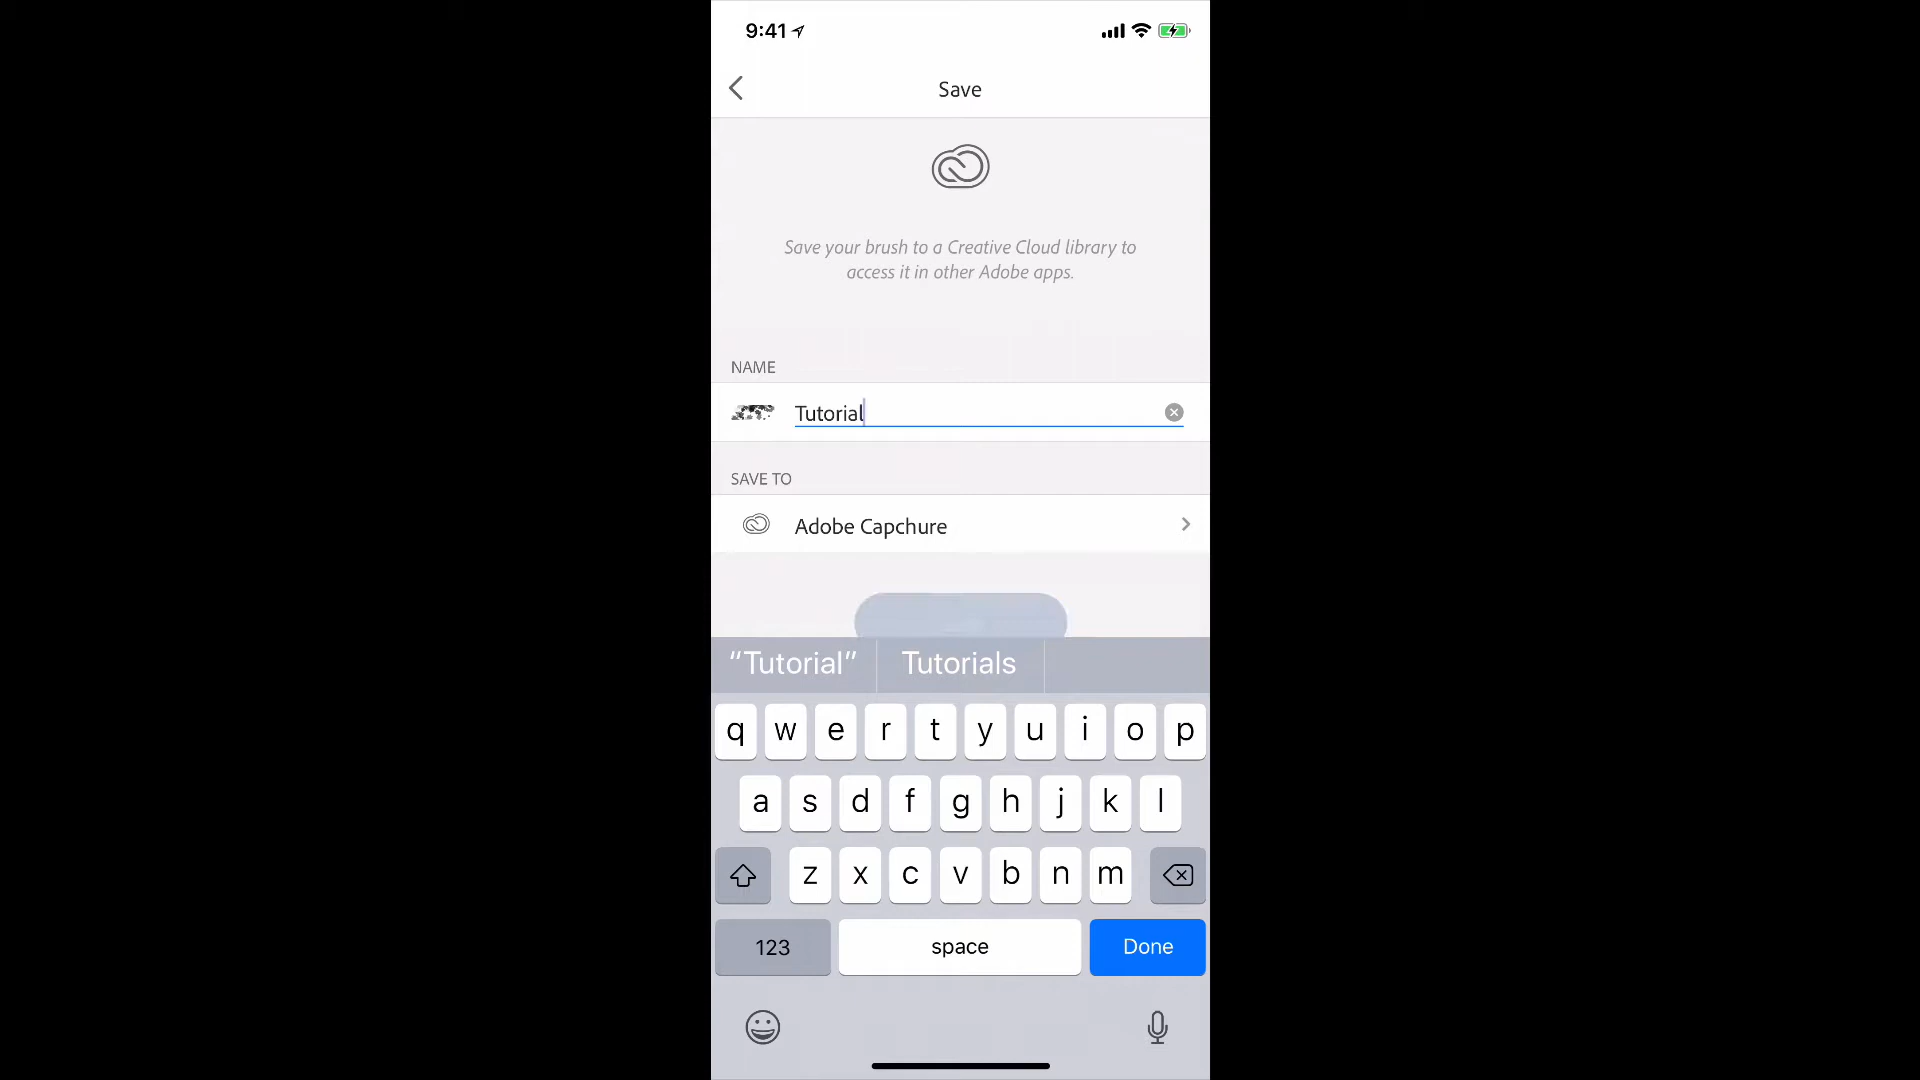 9:41
Save
Save your brush to a Creative Cloud library to
access it in other Adobe apps.
NAME
Tutorial
SAVE TO
Adobe Capchure
“Tutorial” Tutorials
q w e r t y u i o p
a s d f g h j k l
z x c v b n m
123 space Done